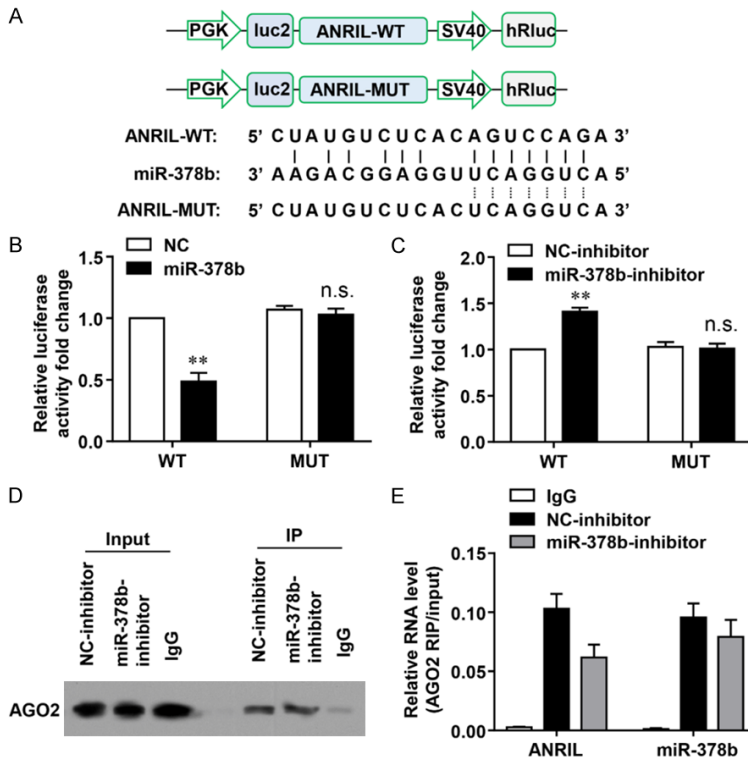 A
PGK luc2 ANRIL-WT SV40 hRluc
PGK luc2 ANRIL-MUT SV40 hRluc
ANRIL-WT: 5’ C U A U G U C U C A C A G U C C A G A 3’
miR-378b: 3’ A A G A C G G A G G U U C A G G U C A 5’
ANRIL-MUT: 5’ C U A U G U C U C A C U C A G G U C A 3’
B
NC
miR-378b
Relative luciferase
activity fold change
1.5
1.0
0.5
0.0
**
n.s.
WT MUT
C
NC-inhibitor
miR-378b-inhibitor
Relative luciferase
activity fold change
2.0
1.5
1.0
0.5
0.0
**
n.s.
WT MUT
D
Input IP
NC-inhibitor
miR-378b-
inhibitor
IgG
NC-inhibitor
miR-378b-
inhibitor
IgG
AGO2
E
IgG
NC-inhibitor
miR-378b-inhibitor
Relative RNA level
(AGO2 RIP/input)
0.15
0.10
0.05
0.00
ANRIL miR-378b